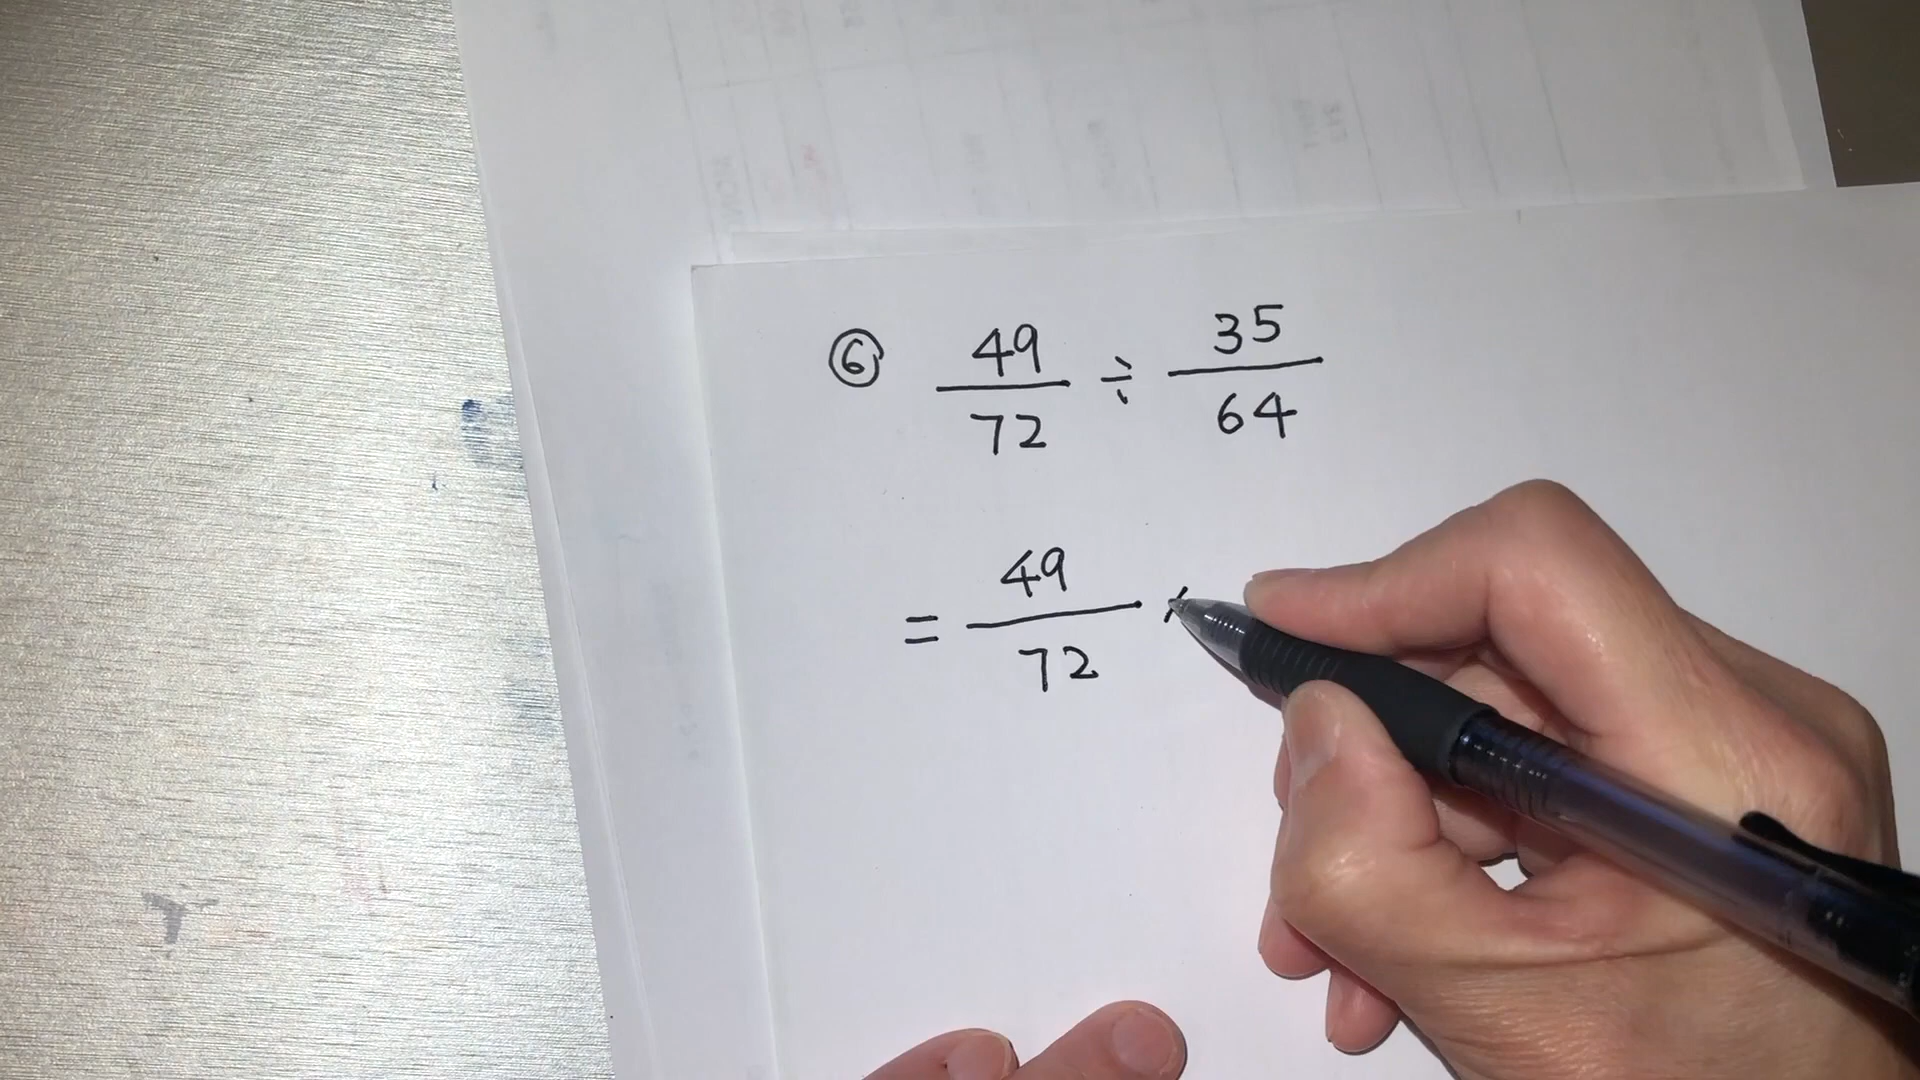 ⑥ 49/72 ÷ 35/64
= 49/72 ×